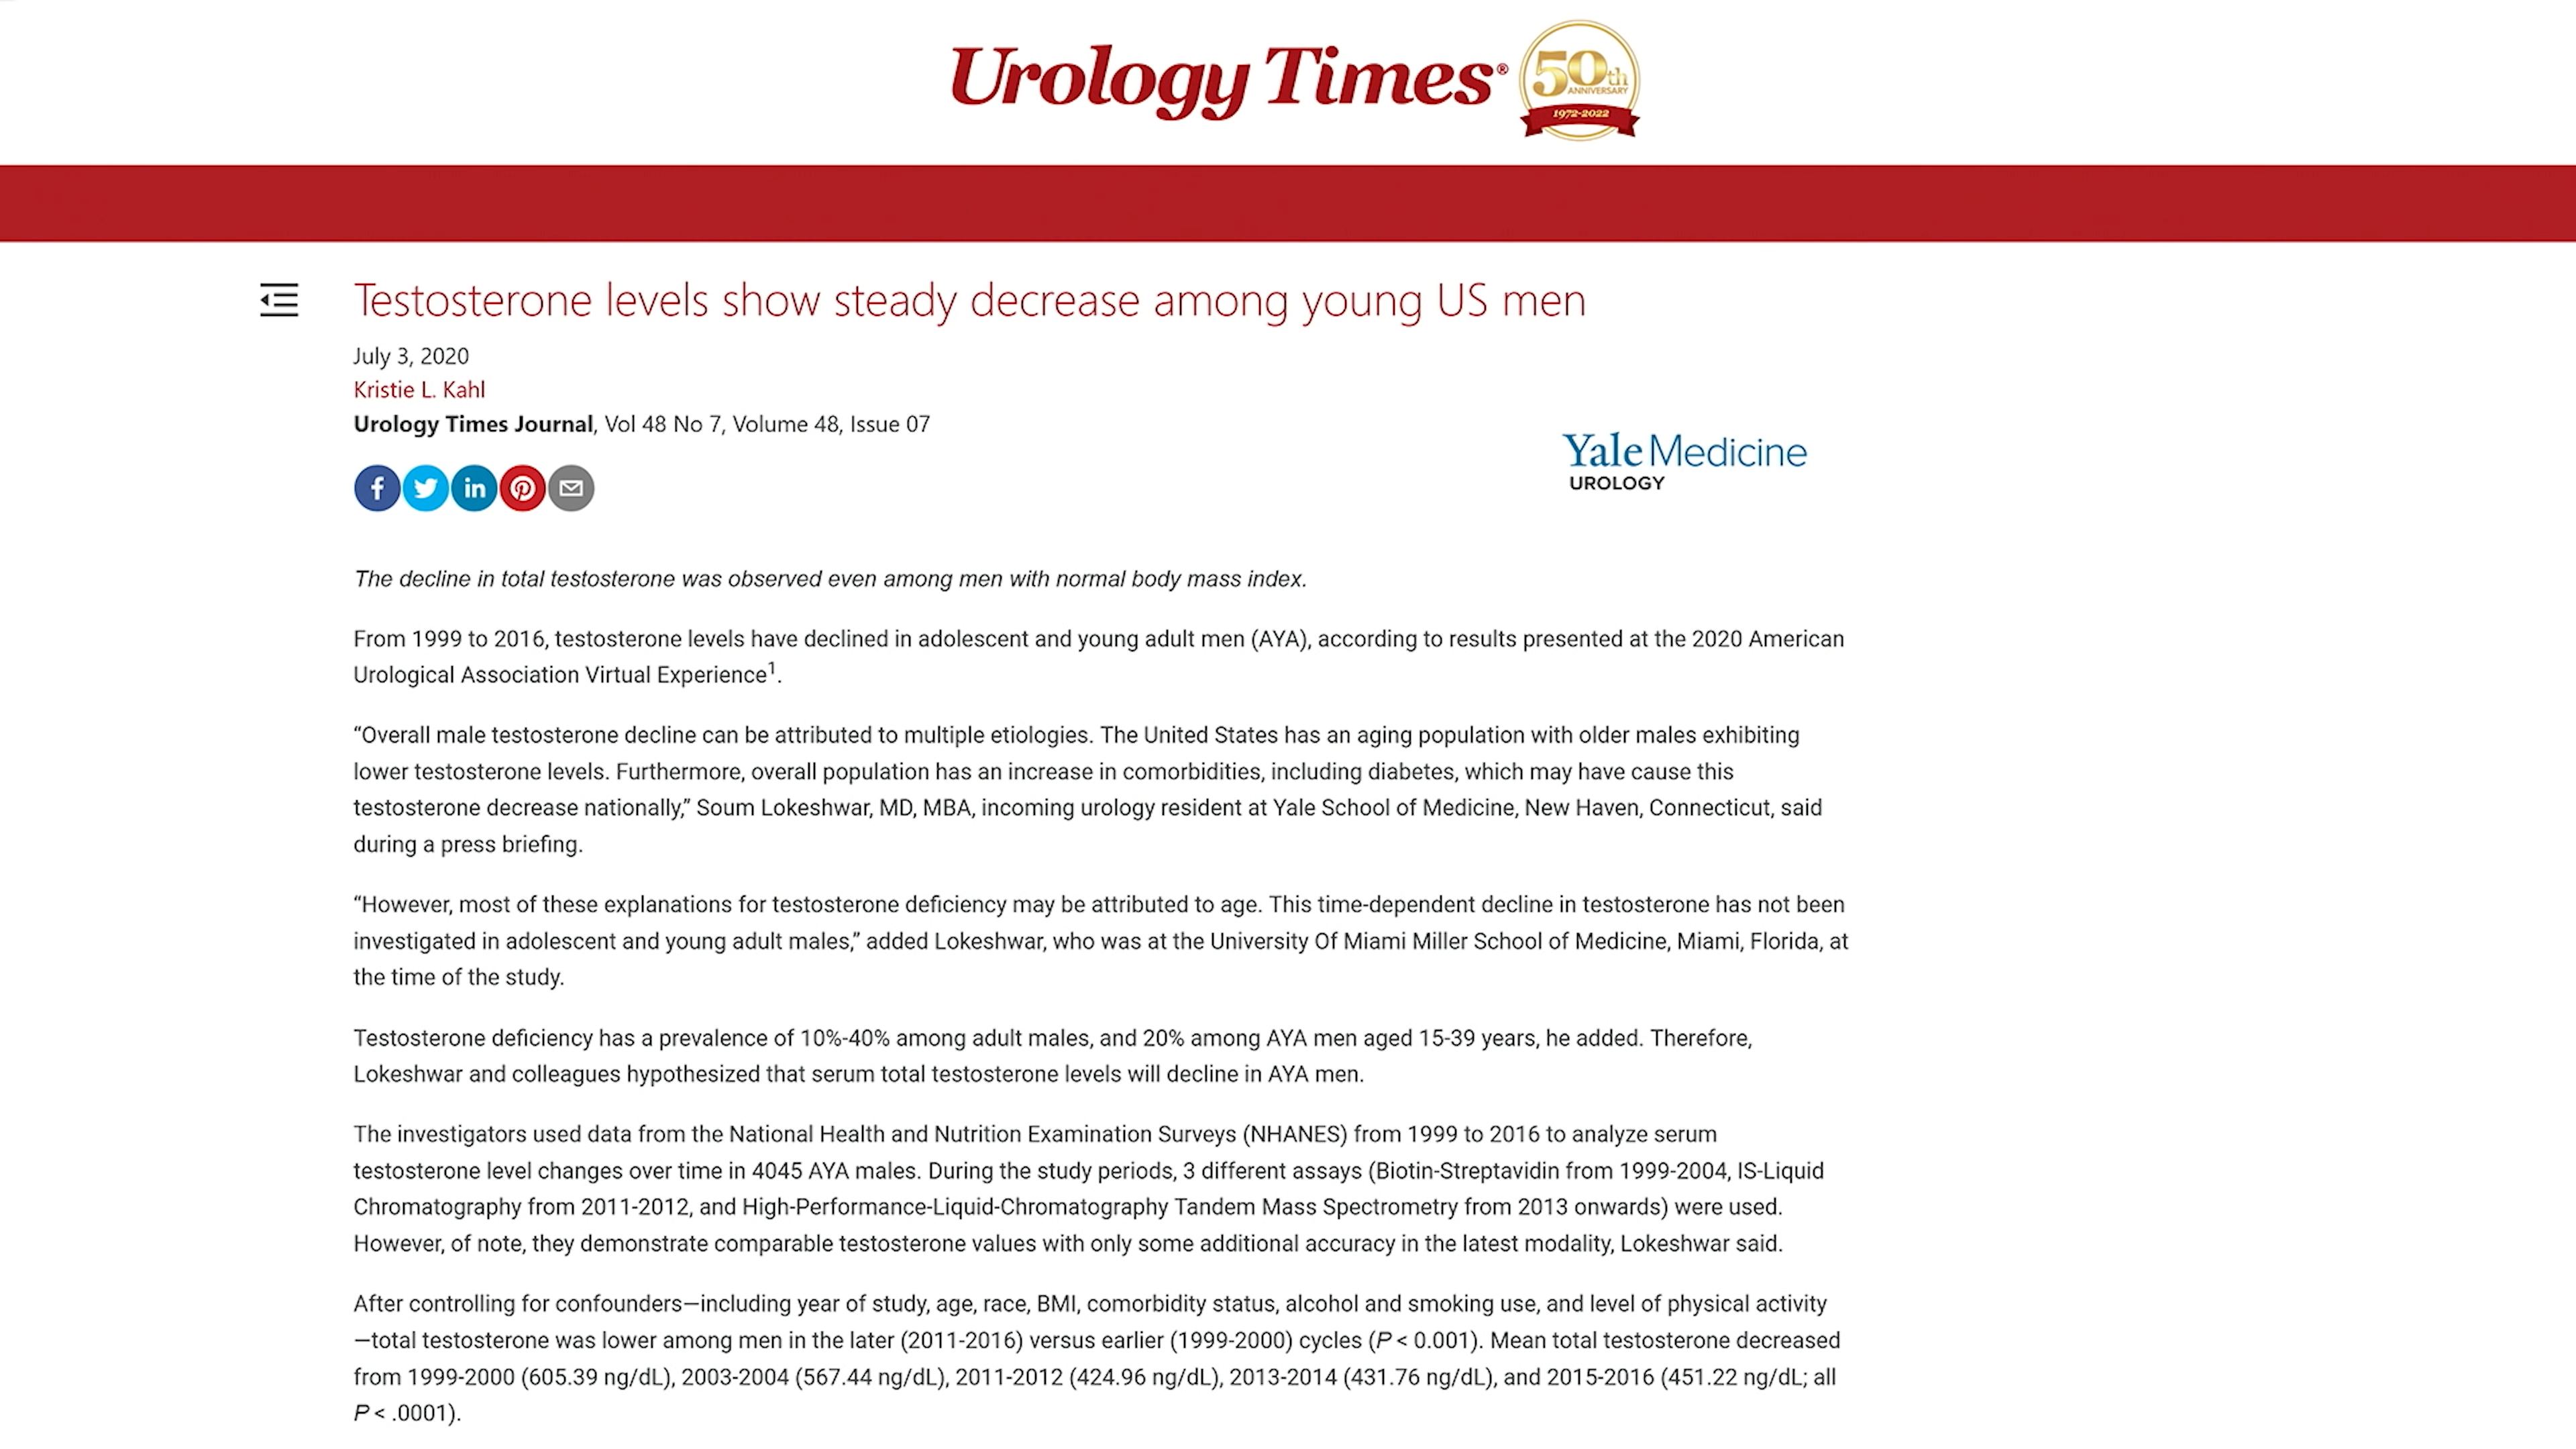 Urology Times®
50th
ANNIVERSARY
1972-2022
Testosterone levels show steady decrease among young US men
July 3, 2020
Kristie L. Kahl
Urology Times Journal, Vol 48 No 7, Volume 48, Issue 07
Yale Medicine
UROLOGY
The decline in total testosterone was observed even among men with normal body mass index.
From 1999 to 2016, testosterone levels have declined in adolescent and young adult men (AYA), according to results presented at the 2020 American
Urological Association Virtual Experience¹.
“Overall male testosterone decline can be attributed to multiple etiologies. The United States has an aging population with older males exhibiting
lower testosterone levels. Furthermore, overall population has an increase in comorbidities, including diabetes, which may have cause this
testosterone decrease nationally,” Soum Lokeshwar, MD, MBA, incoming urology resident at Yale School of Medicine, New Haven, Connecticut, said
during a press briefing.
“However, most of these explanations for testosterone deficiency may be attributed to age. This time-dependent decline in testosterone has not been
investigated in adolescent and young adult males,” added Lokeshwar, who was at the University Of Miami Miller School of Medicine, Miami, Florida, at
the time of the study.
Testosterone deficiency has a prevalence of 10%-40% among adult males, and 20% among AYA men aged 15-39 years, he added. Therefore,
Lokeshwar and colleagues hypothesized that serum total testosterone levels will decline in AYA men.
The investigators used data from the National Health and Nutrition Examination Surveys (NHANES) from 1999 to 2016 to analyze serum
testosterone level changes over time in 4045 AYA males. During the study periods, 3 different assays (Biotin-Streptavidin from 1999-2004, IS-Liquid
Chromatography from 2011-2012, and High-Performance-Liquid-Chromatography Tandem Mass Spectrometry from 2013 onwards) were used.
However, of note, they demonstrate comparable testosterone values with only some additional accuracy in the latest modality, Lokeshwar said.
After controlling for confounders—including year of study, age, race, BMI, comorbidity status, alcohol and smoking use, and level of physical activity
—total testosterone was lower among men in the later (2011-2016) versus earlier (1999-2000) cycles (P < 0.001). Mean total testosterone decreased
from 1999-2000 (605.39 ng/dL), 2003-2004 (567.44 ng/dL), 2011-2012 (424.96 ng/dL), 2013-2014 (431.76 ng/dL), and 2015-2016 (451.22 ng/dL; all
P < .0001).